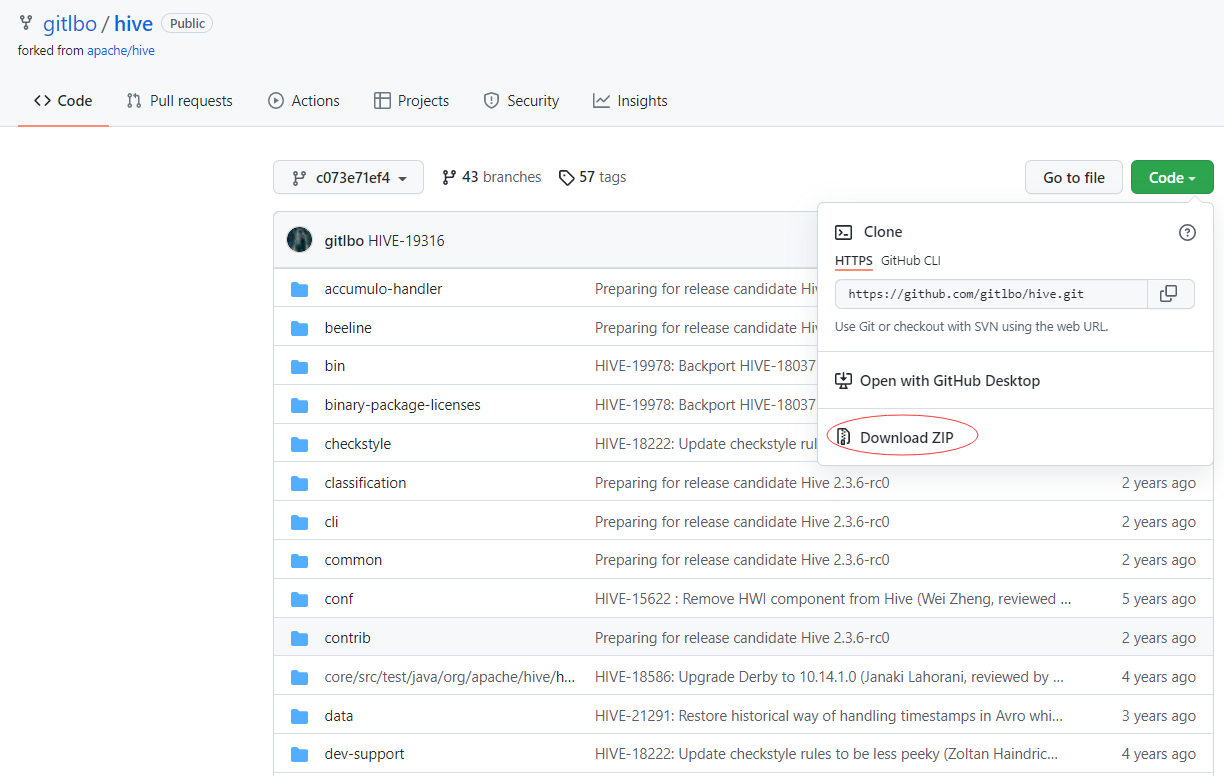 gitlbo / hive Public
forked from apache/hive
Code Pull requests Actions Projects Security Insights
c073e71ef4 43 branches 57 tags Go to file Code
gitlbo HIVE-19316
Clone
HTTPS GitHub CLI
https://github.com/gitlbo/hive.git
Use Git or checkout with SVN using the web URL.
Open with GitHub Desktop
Download ZIP
accumulo-handler Preparing for release candidate Hi
beeline Preparing for release candidate Hi
bin HIVE-19978: Backport HIVE-18037
binary-package-licenses HIVE-19978: Backport HIVE-18037
checkstyle HIVE-18222: Update checkstyle rul
classification Preparing for release candidate Hive 2.3.6-rc0 2 years ago
cli Preparing for release candidate Hive 2.3.6-rc0 2 years ago
common Preparing for release candidate Hive 2.3.6-rc0 2 years ago
conf HIVE-15622 : Remove HWI component from Hive (Wei Zheng, reviewed ... 5 years ago
contrib Preparing for release candidate Hive 2.3.6-rc0 2 years ago
core/src/test/java/org/apache/hive/h... HIVE-18586: Upgrade Derby to 10.14.1.0 (Janaki Lahorani, reviewed by ... 4 years ago
data HIVE-21291: Restore historical way of handling timestamps in Avro whi... 3 years ago
dev-support HIVE-18222: Update checkstyle rules to be less peeky (Zoltan Haindric... 4 years ago